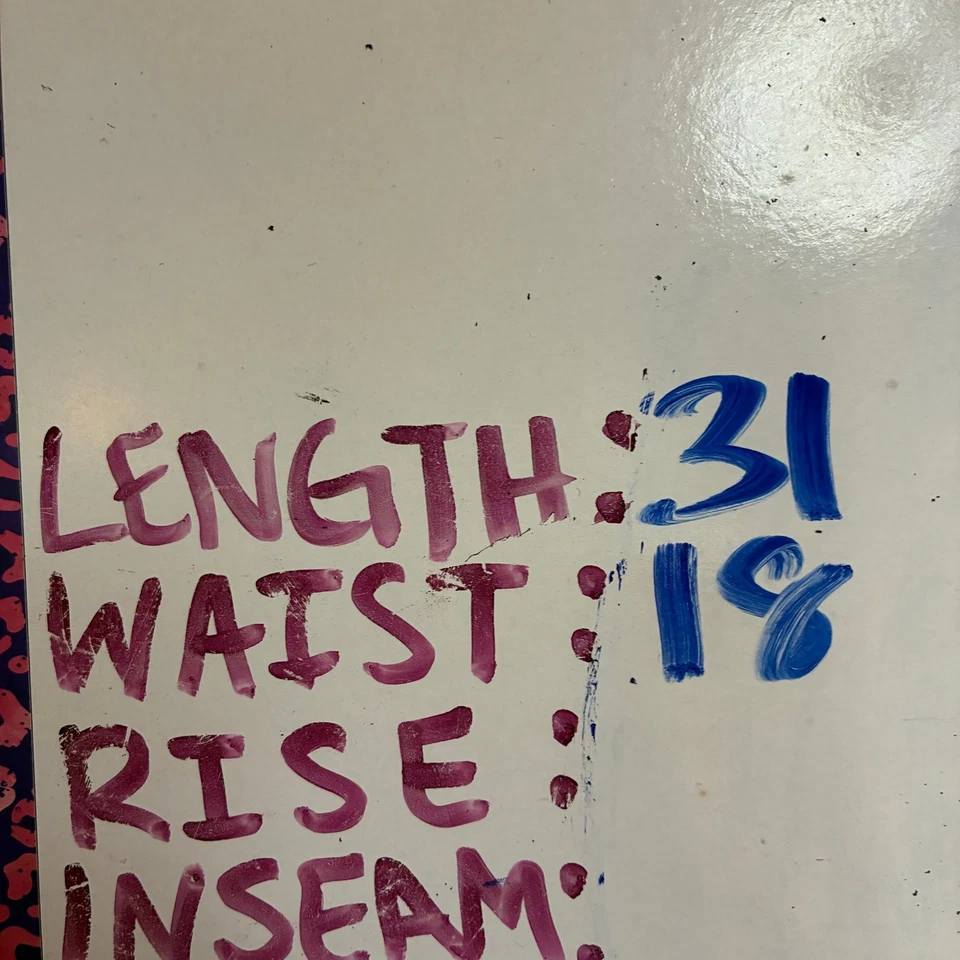 LENGTH: 31
WAIST: 18
RISE:
INSEAM: